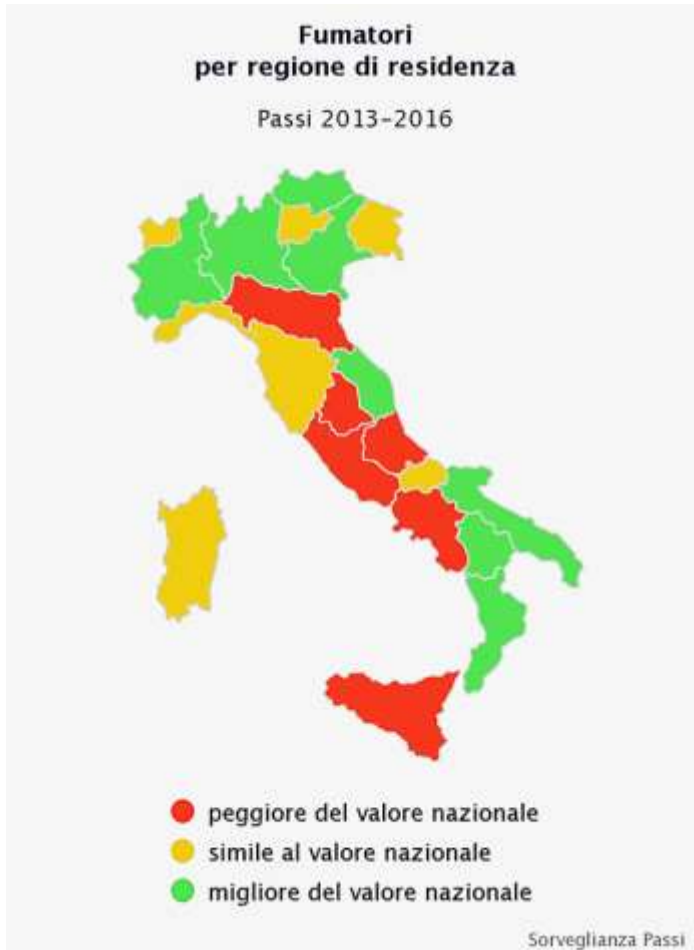 Fumatori
per regione di residenza
Passi 2013-2016
peggiore del valore nazionale
simile al valore nazionale
migliore del valore nazionale
Sorveglianza Passi